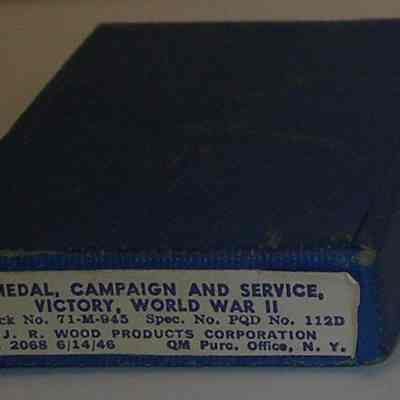 MEDAL, CAMPAIGN AND SERVICE,
VICTORY, WORLD WAR II
ck No. 71-M-945 Spec. No. PQD No. 112D
J. R. WOOD PRODUCTS CORPORATION
2068 6/14/46 QM Purc. Office, N. Y.